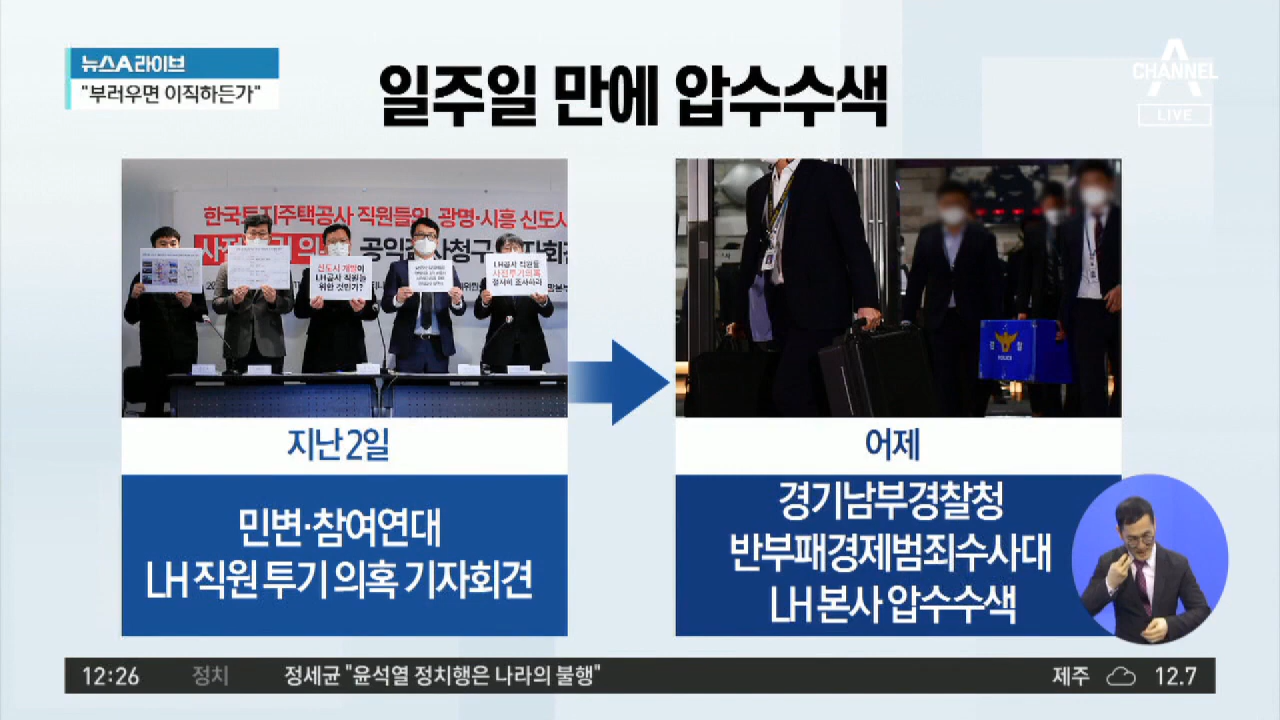 뉴스A 라이브
"부러우면 이직하든가"
일주일 만에 압수수색
CHANNEL A
LIVE
한국토지주택공사 직원들의 광명·시흥 신도시
신도시 개발이
LH공사 직원들
위한 것인가?
LH공사 직원들
사전투기의혹
철저히 조사하라
경찰
POLICE
지난 2일
어제
민변·참여연대
LH 직원 투기 의혹 기자회견
경기남부경찰청
반부패경제범죄수사대
LH 본사 압수수색
12:26 정치 정세균 "윤석열 정치행은 나라의 불행" 제주 12.7